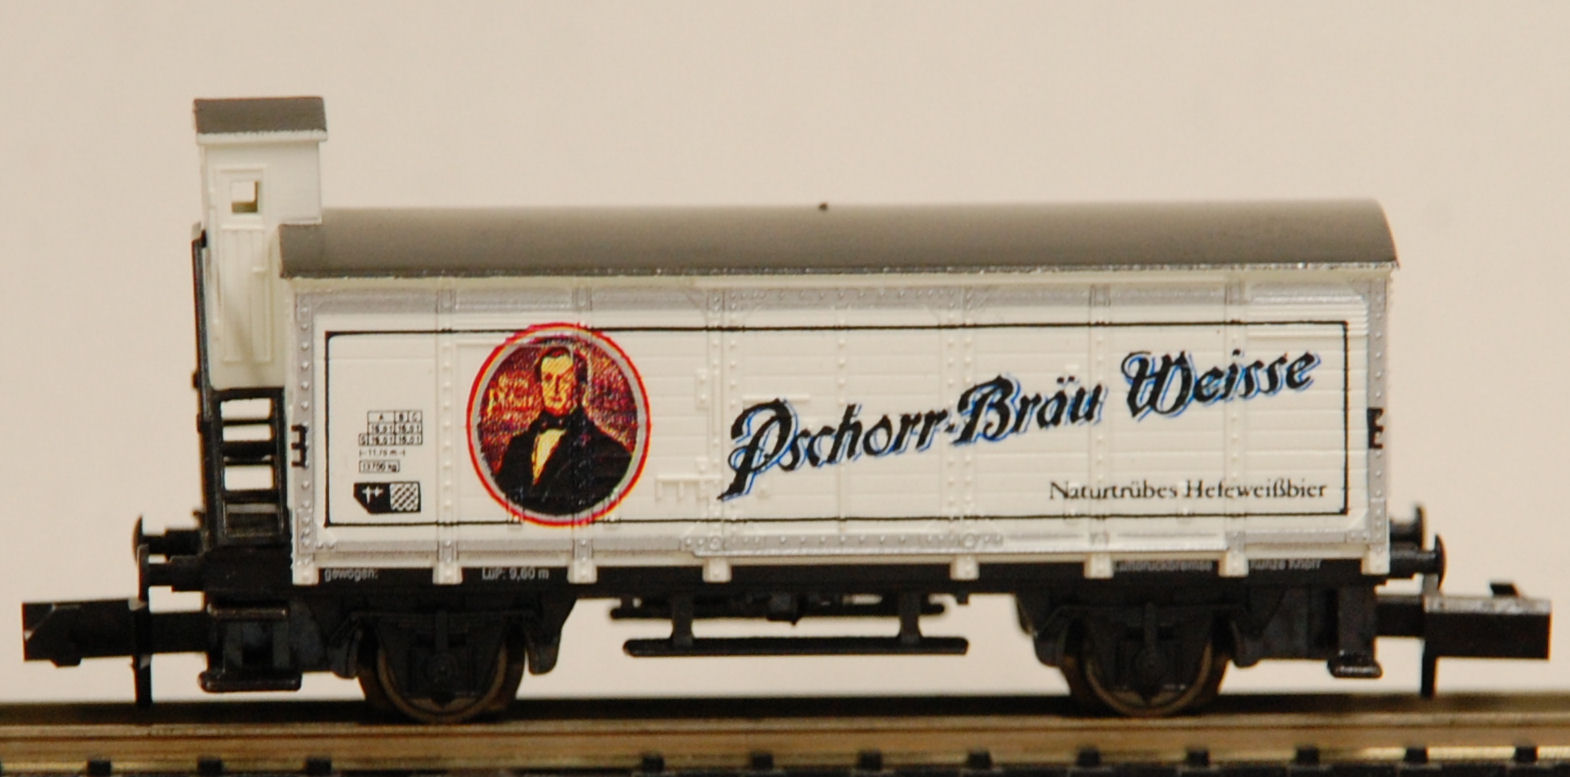 Pschorr-Bräu Weisse
Naturtrübes Hefeweißbier
A B C
gewogen:
LüP: 9,60 m
E